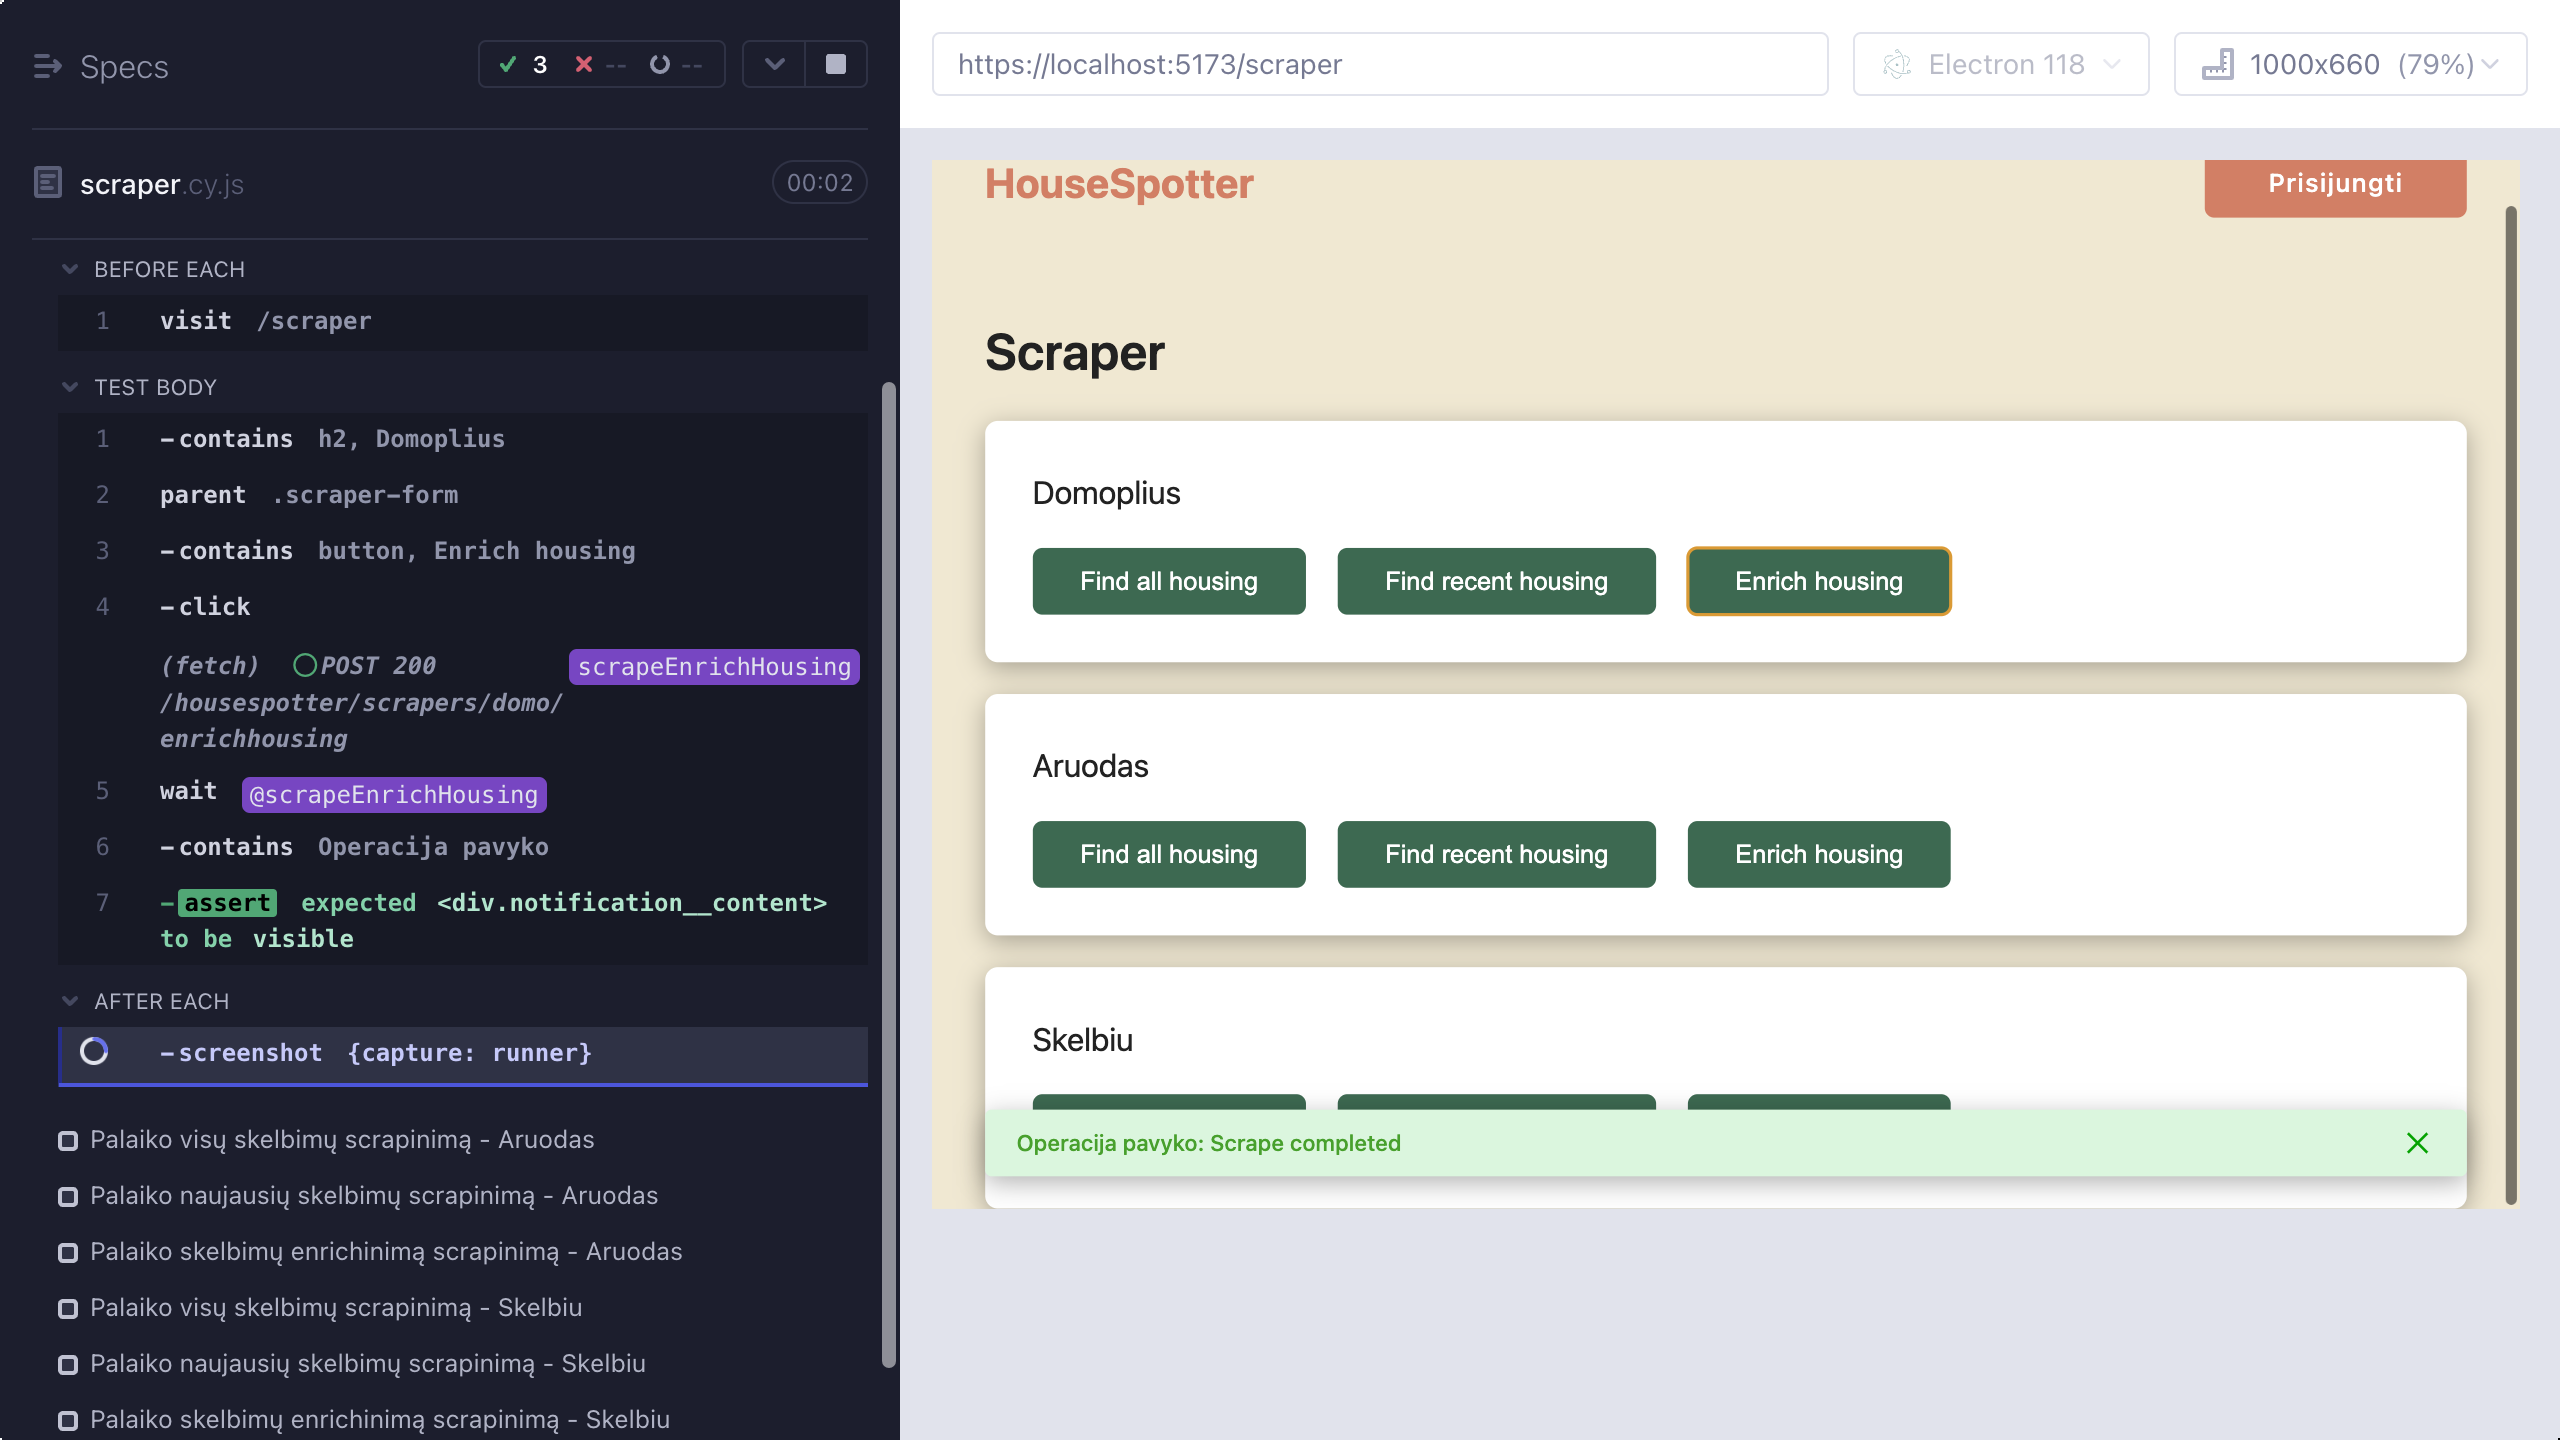 Specs
3 -- --
scraper.cy.js
00:02
BEFORE EACH
1 visit /scraper
TEST BODY
1 -contains h2, Domoplius
2 parent .scraper-form
3 -contains button, Enrich housing
4 -click
(fetch) POST 200 scrapeEnrichHousing
/housespotter/scrapers/domo/
enrichhousing
5 wait @scrapeEnrichHousing
6 -contains Operacija pavyko
7 -assert expected <div.notification__content>
to be visible
AFTER EACH
-screenshot {capture: runner}
Palaiko visų skelbimų scrapinimą - Aruodas
Palaiko naujausių skelbimų scrapinimą - Aruodas
Palaiko skelbimų enrichinimą scrapinimą - Aruodas
Palaiko visų skelbimų scrapinimą - Skelbiu
Palaiko naujausių skelbimų scrapinimą - Skelbiu
Palaiko skelbimų enrichinimą scrapinimą - Skelbiu
https://localhost:5173/scraper
Electron 118
1000x660 (79%)
HouseSpotter
Prisijungti
Scraper
Domoplius
Find all housing Find recent housing Enrich housing
Aruodas
Find all housing Find recent housing Enrich housing
Skelbiu
Operacija pavyko: Scrape completed